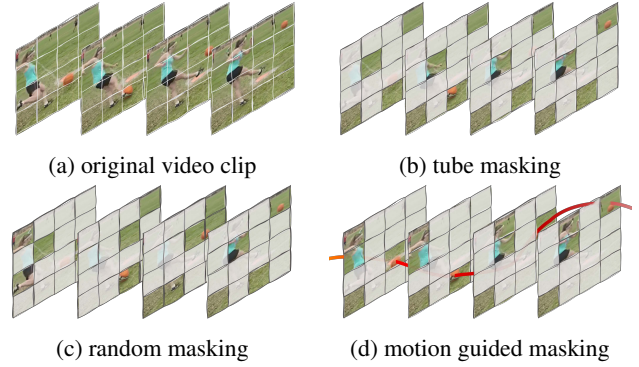 (a) original video clip
(b) tube masking
(c) random masking
(d) motion guided masking